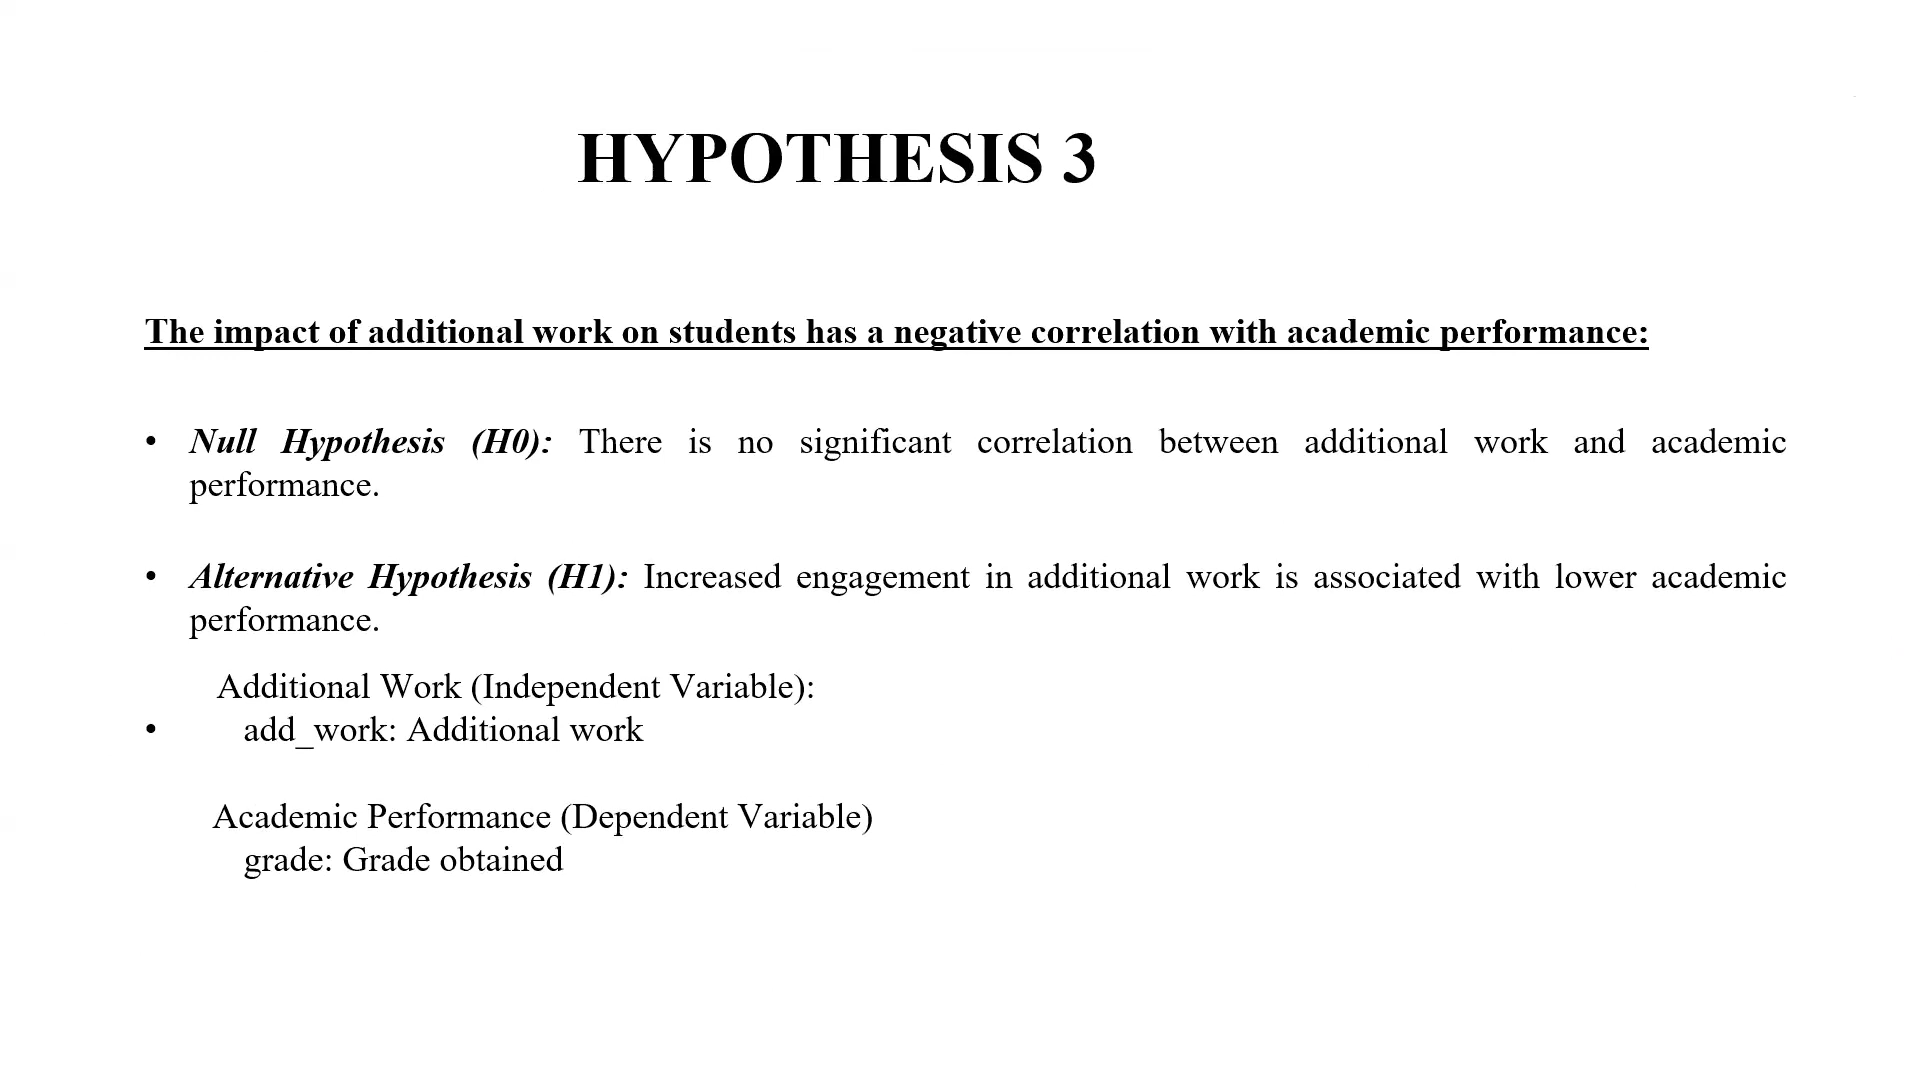 HYPOTHESIS 3
The impact of additional work on students has a negative correlation with academic performance:
• Null Hypothesis (H0): There is no significant correlation between additional work and academic
performance.
• Alternative Hypothesis (H1): Increased engagement in additional work is associated with lower academic
performance.
Additional Work (Independent Variable):
• add_work: Additional work
Academic Performance (Dependent Variable)
grade: Grade obtained